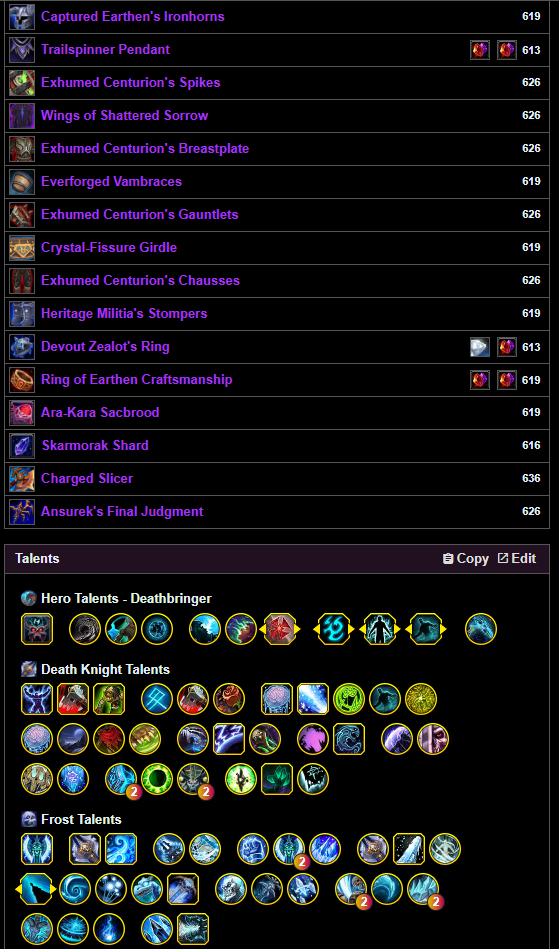 Captured Earthen's Ironhorns 619
Trailspinner Pendant 613
Exhumed Centurion's Spikes 626
Wings of Shattered Sorrow 626
Exhumed Centurion's Breastplate 626
Everforged Vambraces 619
Exhumed Centurion's Gauntlets 626
Crystal-Fissure Girdle 619
Exhumed Centurion's Chausses 626
Heritage Militia's Stompers 619
Devout Zealot's Ring 613
Ring of Earthen Craftsmanship 619
Ara-Kara Sacbrood 619
Skarmorak Shard 616
Charged Slicer 636
Ansurek's Final Judgment 626
Talents Copy Edit
Hero Talents - Deathbringer
Death Knight Talents
2 2
Frost Talents
2
2 2